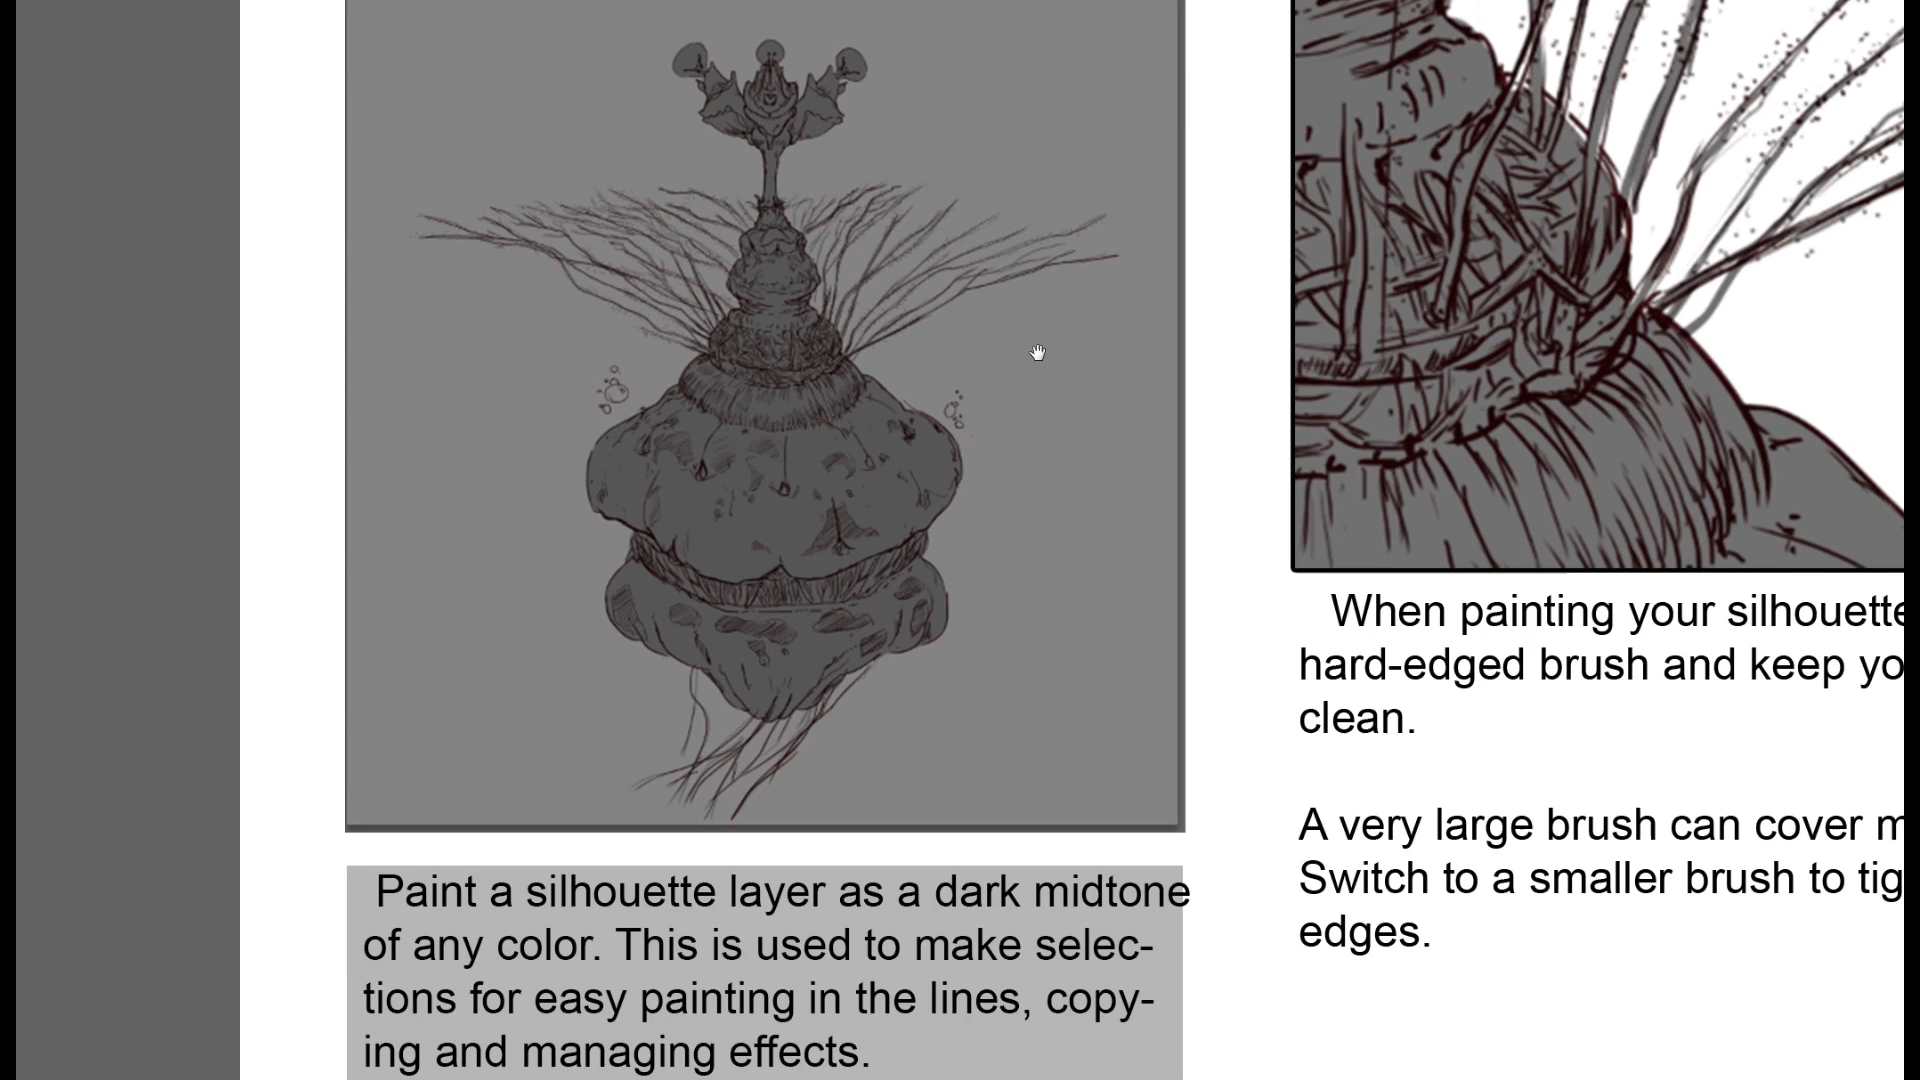 Paint a silhouette layer as a dark midtone
of any color. This is used to make selec-
tions for easy painting in the lines, copy-
ing and managing effects.
When painting your silhouette
hard-edged brush and keep yo
clean.
A very large brush can cover m
Switch to a smaller brush to tig
edges.